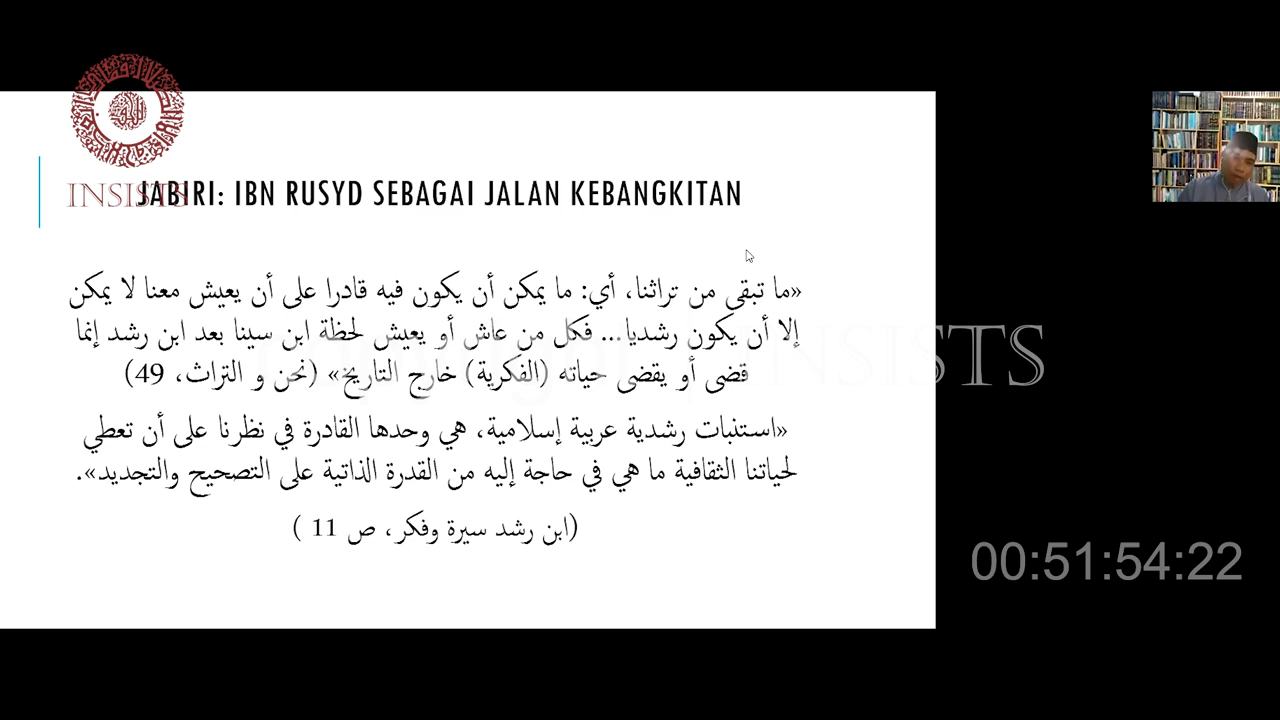 INSISTS
JABIRI: IBN RUSYD SEBAGAI JALAN KEBANGKITAN
«ما تبقى من تراثنا، أي: ما يمكن أن يكون فيه قادرا على أن يعيش معنا لا يمكن
إلا أن يكون رشديا... فكل من عاش أو يعيش لحظة ابن سينا بعد ابن رشد إنما
قضى أو يقضى حياته (الفكرية) خارج التاريخ» (نحن و التراث، 49)
INSISTS
«استنبات رشدية عربية إسلامية، هي وحدها القادرة في نظرنا على أن تعطي
لحياتنا الثقافية ما هي في حاجة إليه من القدرة الذاتية على التصحيح والتجديد».
(ابن رشد سيرة وفكر، ص 11 )
00:51:54:22